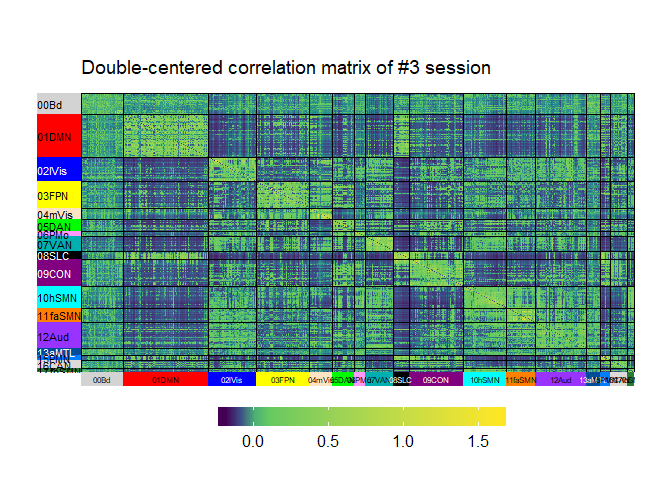 Double-centered correlation matrix of #3 session
00Bd
01DMN
02lVis
03FPN
04mVis
05DAN
06PMo
07VAN
08SLC
09CON
10hSMN
11faSMN
12Aud
13aMTL
00Bd
01DMN
02lVis
03FPN
04mVis
05DAN
07VAN
08SLC
09CON
10hSMN
11faSMN
12Aud
0.0 0.5 1.0 1.5